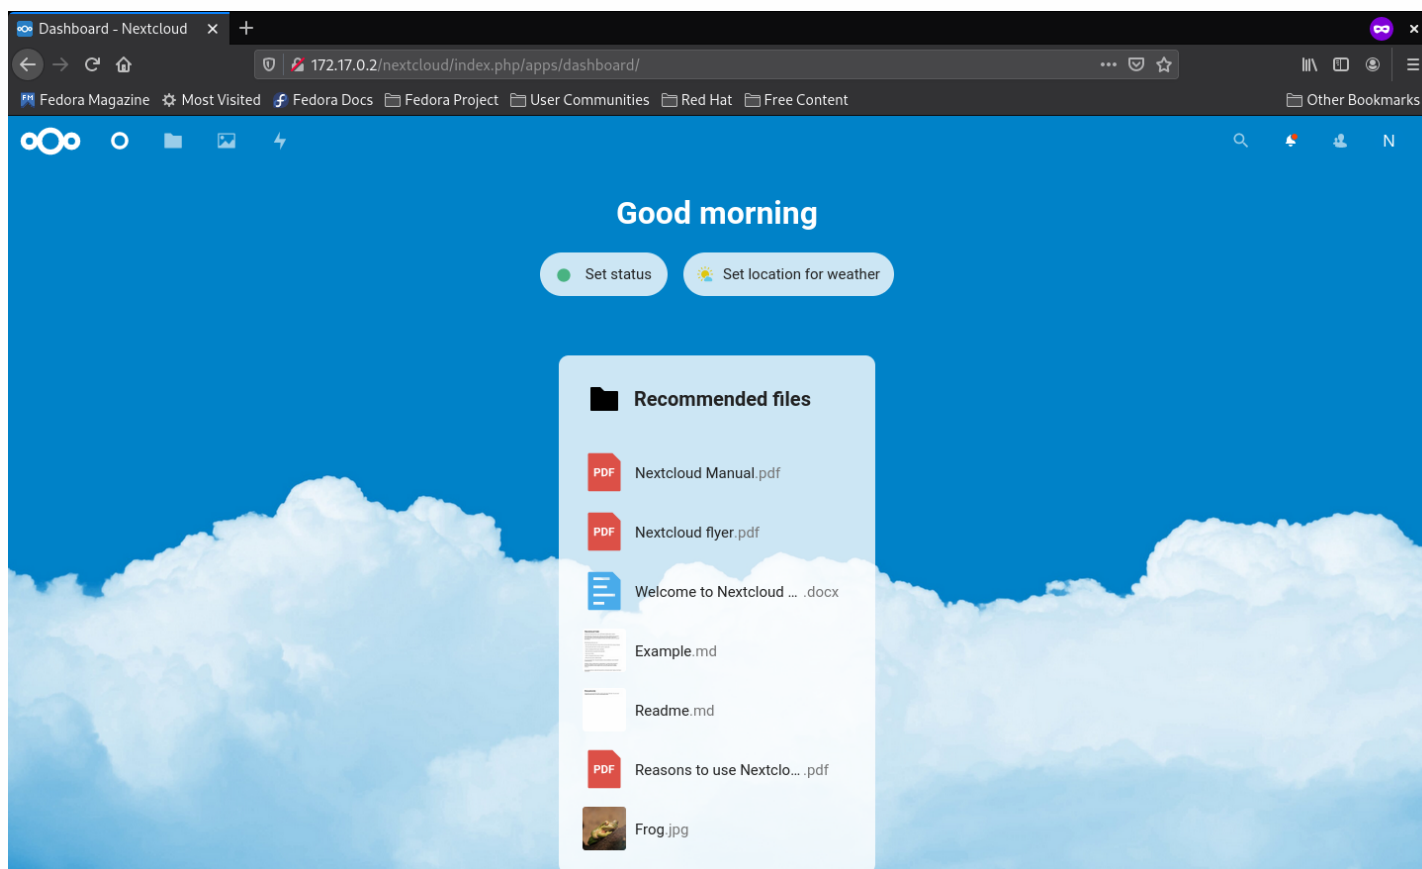 Dashboard - Nextcloud
172.17.0.2/nextcloud/index.php/apps/dashboard/
Fedora Magazine Most Visited Fedora Docs Fedora Project User Communities Red Hat Free Content Other Bookmarks
N
Good morning
Set status Set location for weather
Recommended files
PDF Nextcloud Manual.pdf
PDF Nextcloud flyer.pdf
Welcome to Nextcloud ... .docx
Example.md
Readme.md
PDF Reasons to use Nextclo... .pdf
Frog.jpg